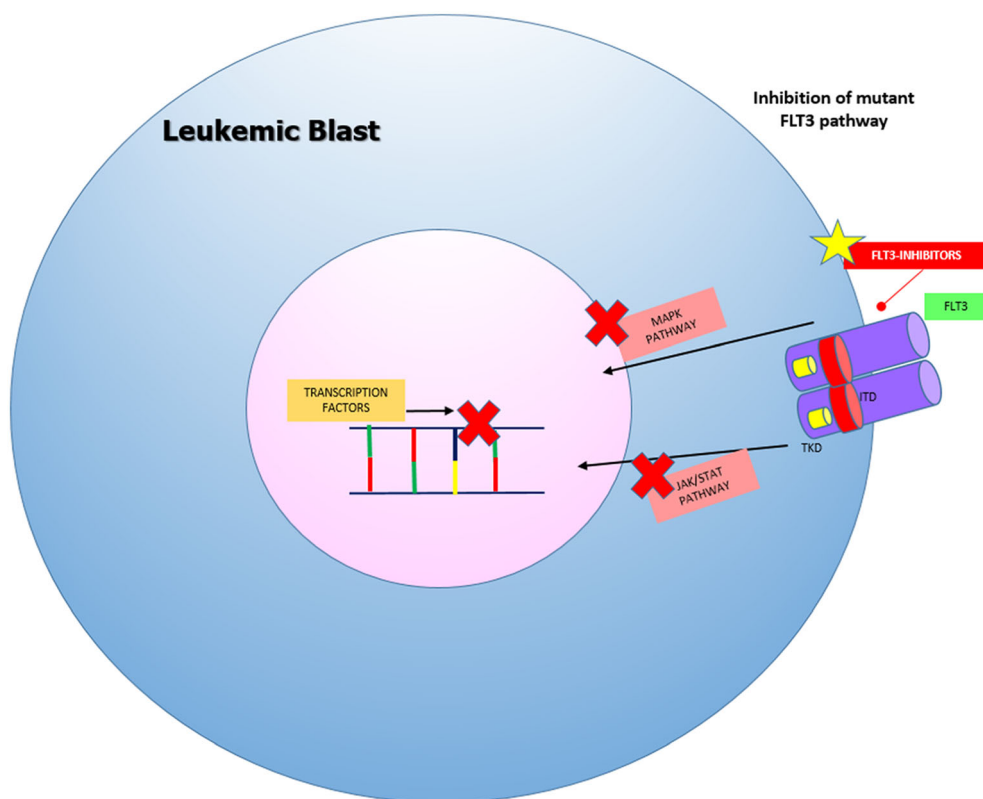 Inhibition of mutant
FLT3 pathway
Leukemic Blast
FLT3-INHIBITORS
FLT3
MAPK
PATHWAY
TRANSCRIPTION
FACTORS
ITD
TKD
JAK/STAT
PATHWAY